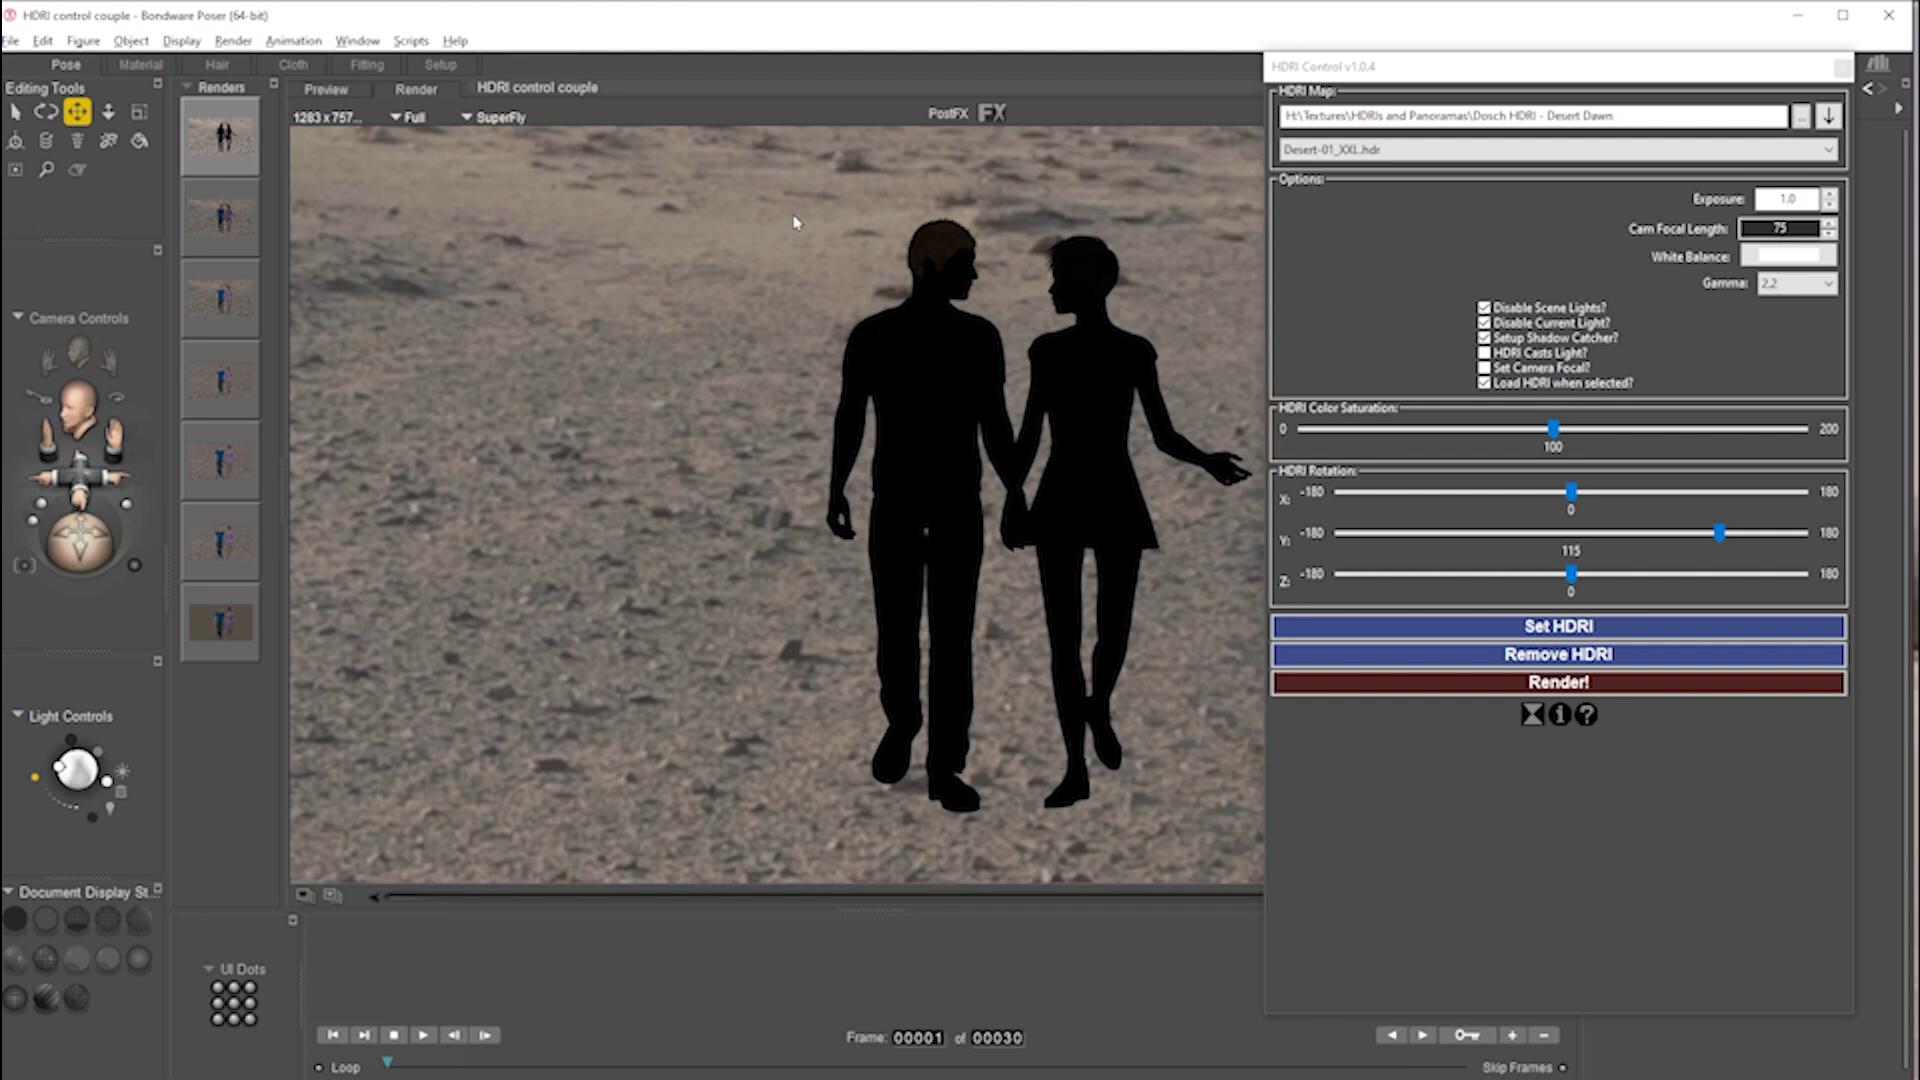 HDRI control couple - Bondware Poser (64-bit)
File Edit Figure Object Display Render Animation Window Scripts Help
Pose Material Hair Cloth Fitting Setup
Editing Tools
Renders
Preview Render HDRI control couple
1283 x 757... Full SuperFly PostFX FX
Camera Controls
Light Controls
Document Display St...
UI Dots
Frame: 00001 of 00030
Loop
Skip Frames
HDRI Control v1.0.4
HDRI Map:
H:\Textures\HDRIs and Panoramas\Dosch HDRI - Desert Dawn ...
Desert-01_XXL.hdr
Options:
Exposure: 1.0
Cam Focal Length: 75
White Balance:
Gamma: 2.2
Disable Scene Lights?
Disable Current Light?
Setup Shadow Catcher?
HDRI Casts Light?
Set Camera Focal?
Load HDRI when selected?
HDRI Color Saturation:
0 200
100
HDRI Rotation:
X: -180 180
0
Y: -180 180
115
Z: -180 180
0
Set HDRI
Remove HDRI
Render!